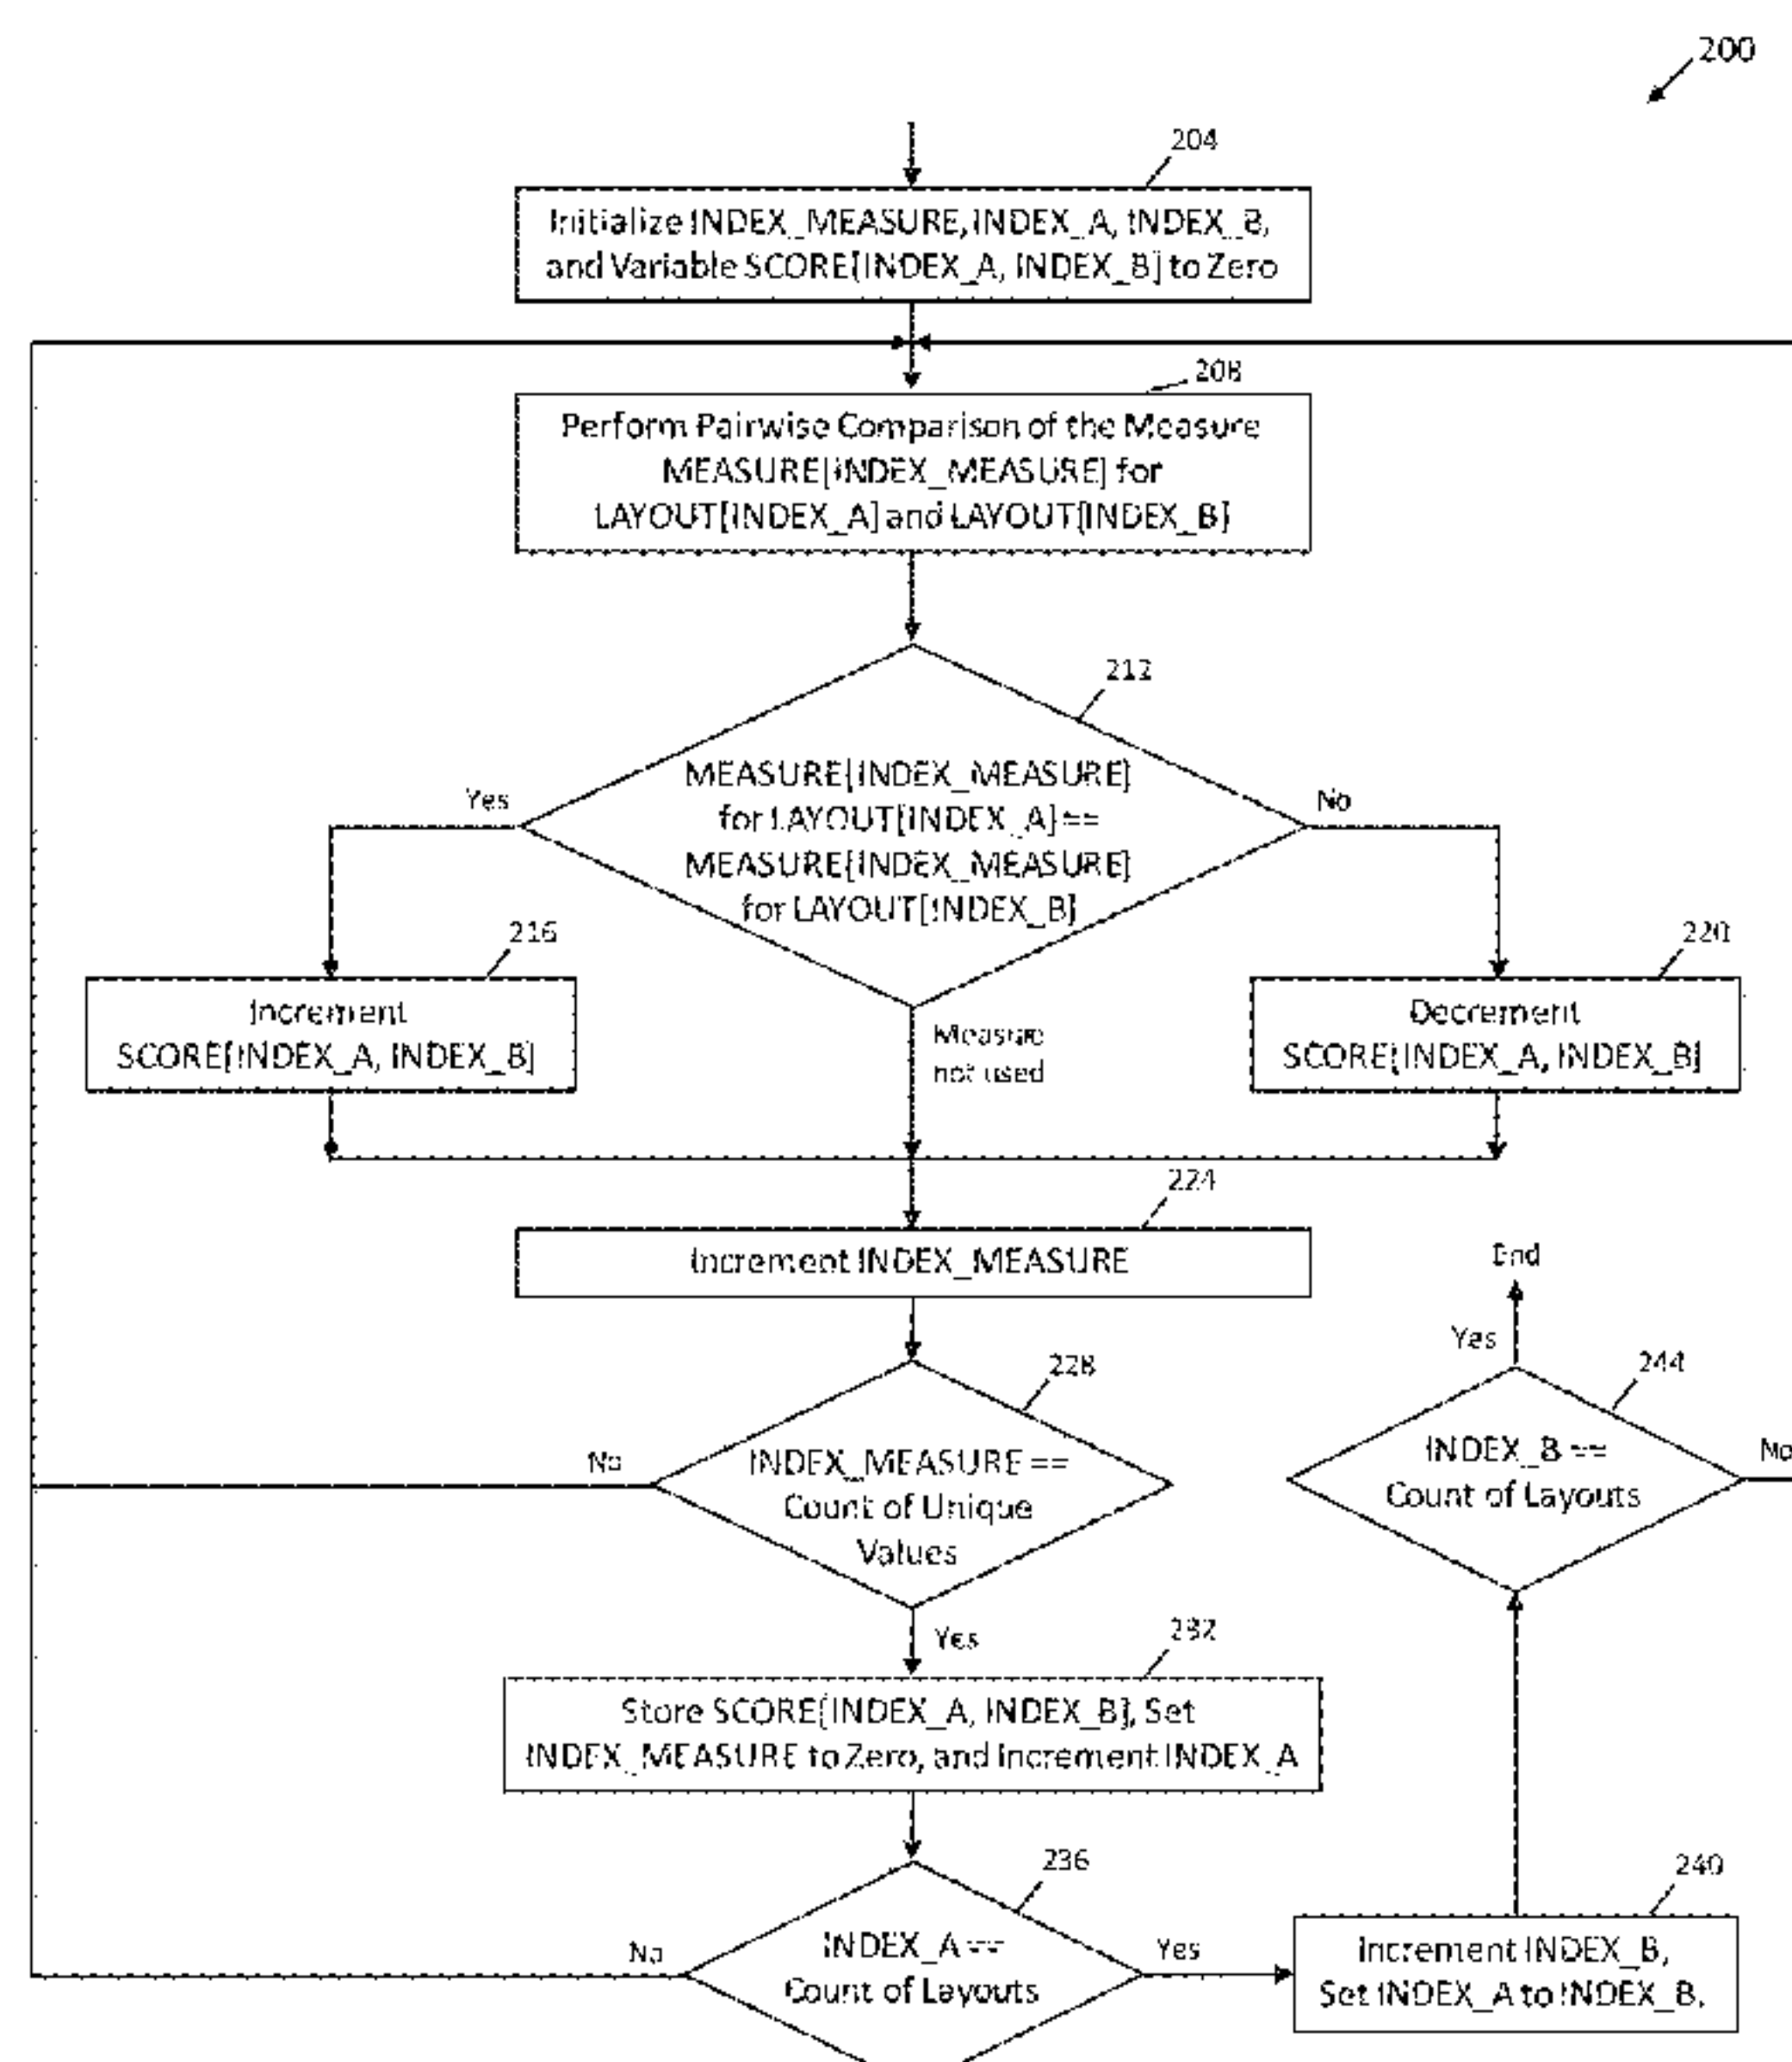 200
204
Initialize INDEX_MEASURE, INDEX_A, INDEX_B,
and Variable SCORE[INDEX_A, INDEX_B] to Zero
208
Perform Pairwise Comparison of the Measure
MEASURE[INDEX_MEASURE] for
LAYOUT[INDEX_A] and LAYOUT[INDEX_B]
212
MEASURE[INDEX_MEASURE]
for LAYOUT[INDEX_A] ==
MEASURE[INDEX_MEASURE]
for LAYOUT[INDEX_B]
Yes
No
216
Increment
SCORE[INDEX_A, INDEX_B]
Measure
not used
220
Decrement
SCORE[INDEX_A, INDEX_B]
224
Increment INDEX_MEASURE
End
Yes
228
INDEX_MEASURE ==
Count of Unique
Values
No
244
INDEX_B ==
Count of Layouts
No
Yes
232
Store SCORE[INDEX_A, INDEX_B], Set
INDEX_MEASURE to Zero, and Increment INDEX_A
236
INDEX_A ==
Count of Layouts
No
Yes
240
Increment INDEX_B,
Set INDEX_A to INDEX_B,